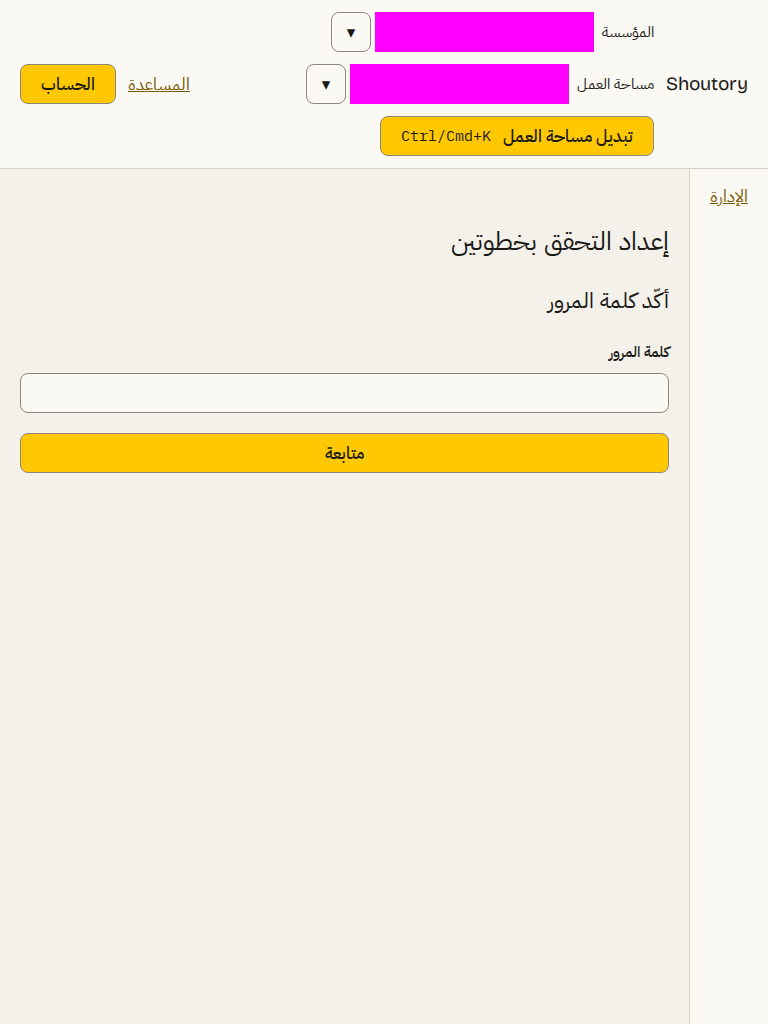 المؤسسة
▼
Shoutory
مساحة العمل
▼
المساعدة
الحساب
تبديل مساحة العمل Ctrl/Cmd+K
الإدارة
إعداد التحقق بخطوتين
أكّد كلمة المرور
كلمة المرور
متابعة